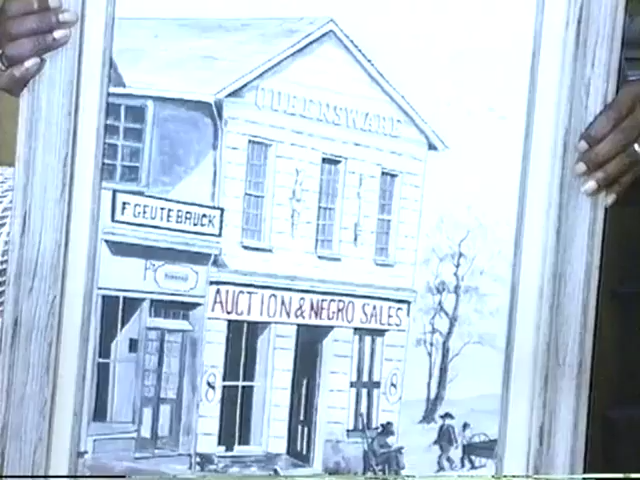 QUEENSWARE
F GEUTEBRUCK
AUCTION & NEGRO SALES
8
8